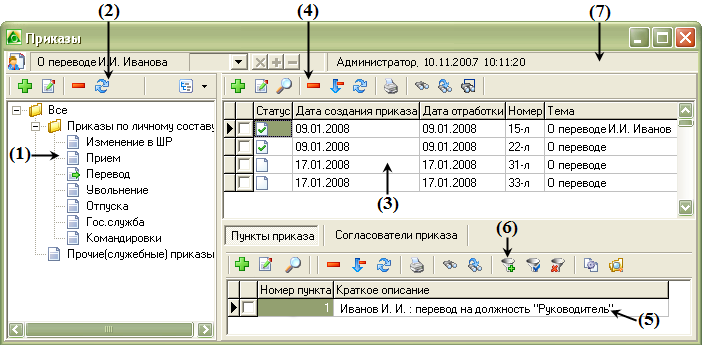 (2) (4) (7)
Приказы
О переводе И.И. Иванова Администратор, 10.11.2007 10:11:20
Статус Дата создания приказа Дата отработки Номер Тема
09.01.2008 09.01.2008 15-л О переводе И.И. Иванов
09.01.2008 09.01.2008 22-л О переводе
17.01.2008 17.01.2008 31-л О переводе
17.01.2008 17.01.2008 33-л О переводе
(3)
Все
Приказы по личному составу
(1)
Изменение в ШР
Прием
Перевод
Увольнение
Отпуска
Гос.служба
Командировки
Прочие(служебные) приказы
Пункты приказа Согласователи приказа (6)
Номер пункта Краткое описание
1 Иванов И. И. : перевод на должность "Руководитель"
(5)